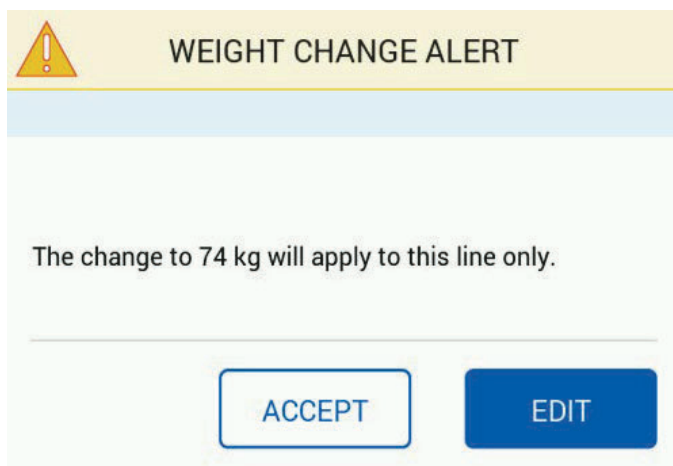 WEIGHT CHANGE ALERT
The change to 74 kg will apply to this line only.
ACCEPT
EDIT